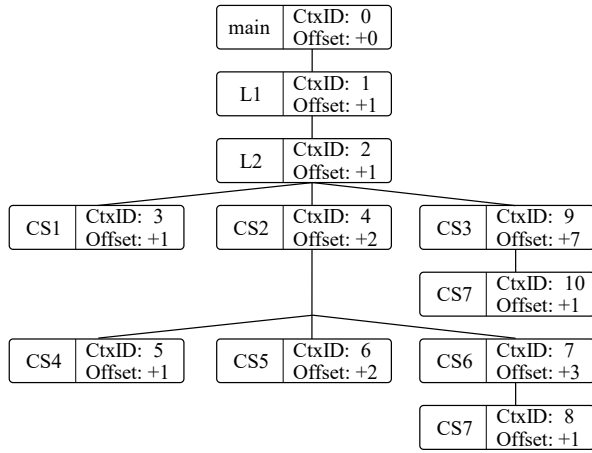 main
CtxID: 0
Offset: +0
L1
CtxID: 1
Offset: +1
L2
CtxID: 2
Offset: +1
CS1
CtxID: 3
Offset: +1
CS2
CtxID: 4
Offset: +2
CS3
CtxID: 9
Offset: +7
CS7
CtxID: 10
Offset: +1
CS4
CtxID: 5
Offset: +1
CS5
CtxID: 6
Offset: +2
CS6
CtxID: 7
Offset: +3
CS7
CtxID: 8
Offset: +1